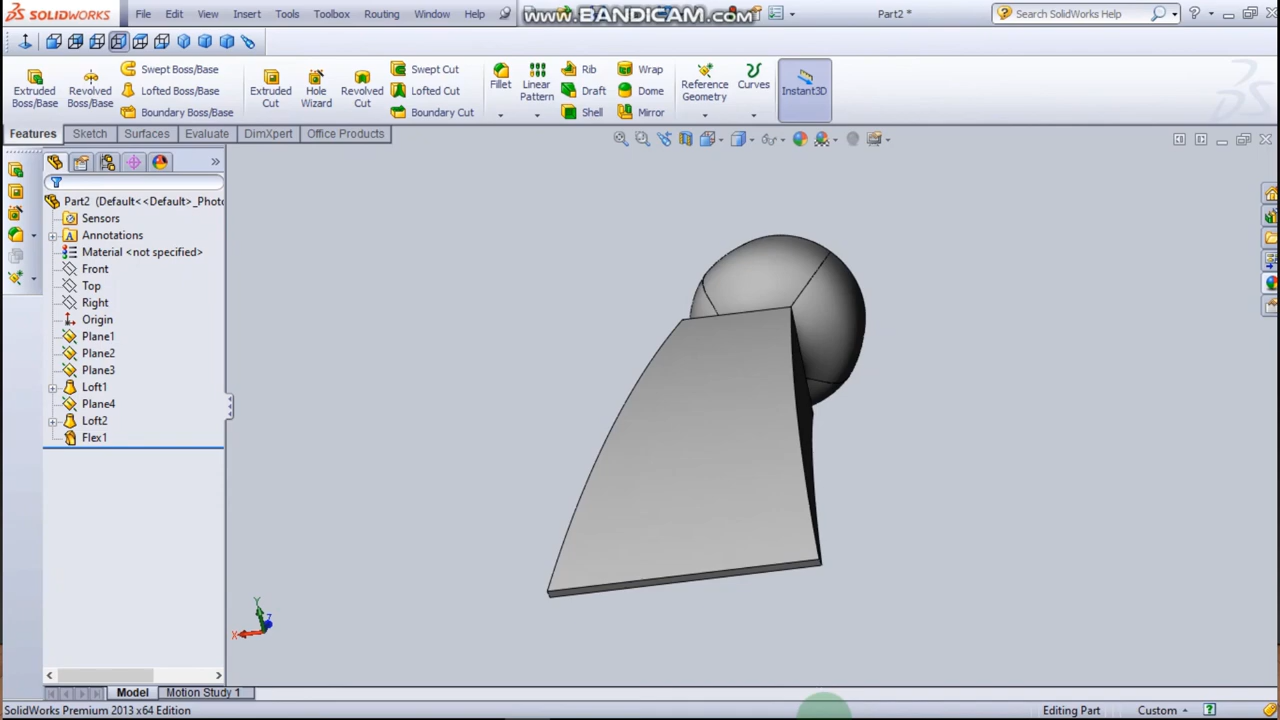 SOLIDWORKS File Edit View Insert Tools Toolbox Routing Window Help www.BANDICAM.com Part2 * Search SolidWorks Help
Extruded Boss/Base Revolved Boss/Base Swept Boss/Base Lofted Boss/Base Boundary Boss/Base Extruded Cut Hole Wizard Revolved Cut Swept Cut Lofted Cut Boundary Cut Fillet Linear Pattern Rib Draft Shell Wrap Dome Mirror Reference Geometry Curves Instant3D
Features Sketch Surfaces Evaluate DimXpert Office Products
Part2 (Default<<Default>_Photo
Sensors
Annotations
Material <not specified>
Front
Top
Right
Origin
Plane1
Plane2
Plane3
Loft1
Plane4
Loft2
Flex1
Y
X Z
Model Motion Study 1
SolidWorks Premium 2013 x64 Edition Editing Part Custom